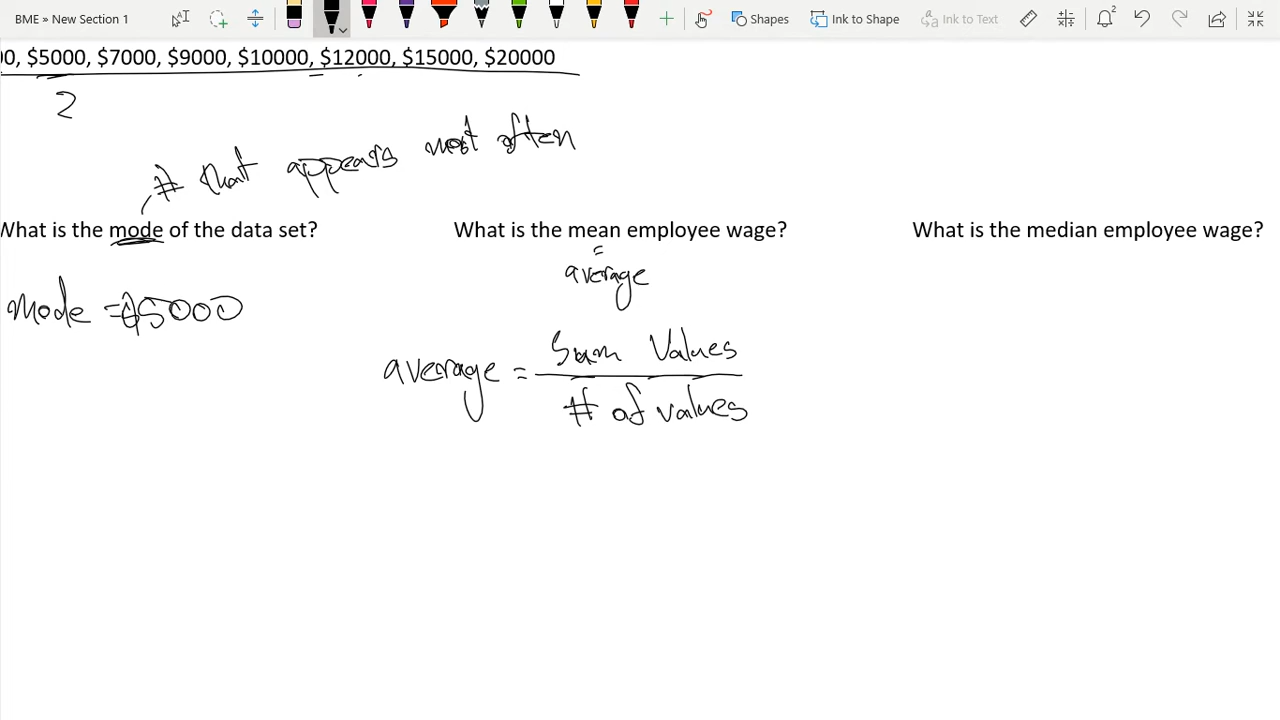 BME » New Section 1
Shapes
Ink to Shape
Ink to Text
2
00, $5000, $7000, $9000, $10000, $12000, $15000, $20000
2
# that appears most often
What is the mode of the data set?
What is the mean employee wage?
What is the median employee wage?
average
mode = $5000
average = Sum Values
# of values